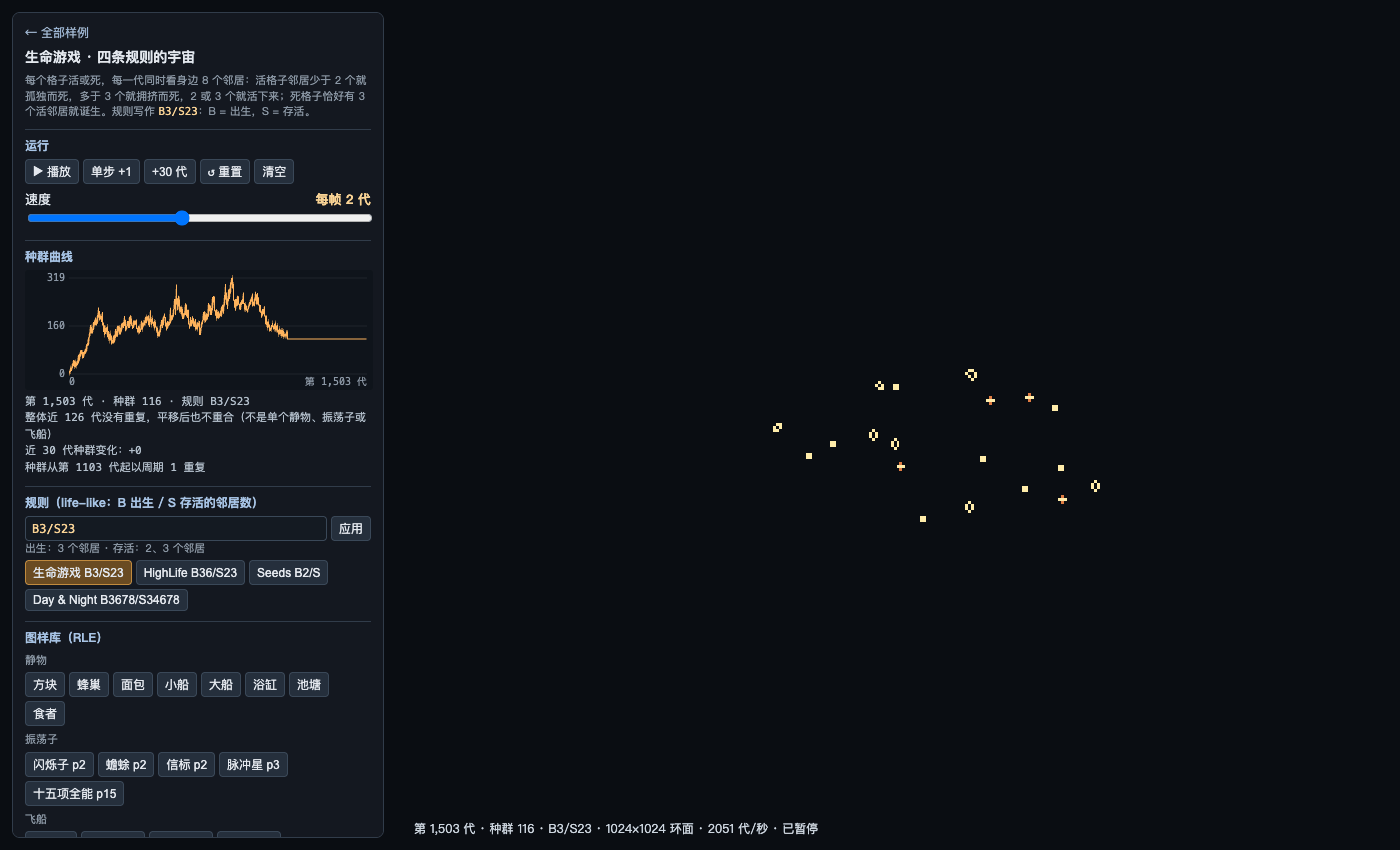 ← 全部样例
生命游戏 · 四条规则的宇宙
每个格子活或死，每一代同时看身边 8 个邻居：活格子邻居少于 2 个就
孤独而死，多于 3 个就拥挤而死，2 或 3 个就活下来；死格子恰好有 3
个活邻居就诞生。规则写作 B3/S23：B = 出生，S = 存活。
运行
▶ 播放 单步 +1 +30 代 ↺ 重置 清空
速度 每帧 2 代
种群曲线
319
160
0
0 第 1,503 代
第 1,503 代 · 种群 116 · 规则 B3/S23
整体近 126 代没有重复，平移后也不重合（不是单个静物、振荡子或
飞船）
近 30 代种群变化：+0
种群从第 1103 代起以周期 1 重复
规则（life-like：B 出生 / S 存活的邻居数）
B3/S23 应用
出生：3 个邻居 · 存活：2、3 个邻居
生命游戏 B3/S23 HighLife B36/S23 Seeds B2/S
Day & Night B3678/S34678
图样库（RLE）
静物
方块 蜂巢 面包 小船 大船 浴缸 池塘
食者
振荡子
闪烁子 p2 蟾蜍 p2 信标 p2 脉冲星 p3
十五项全能 p15
飞船
第 1,503 代 · 种群 116 · B3/S23 · 1024x1024 环面 · 2051 代/秒 · 已暂停